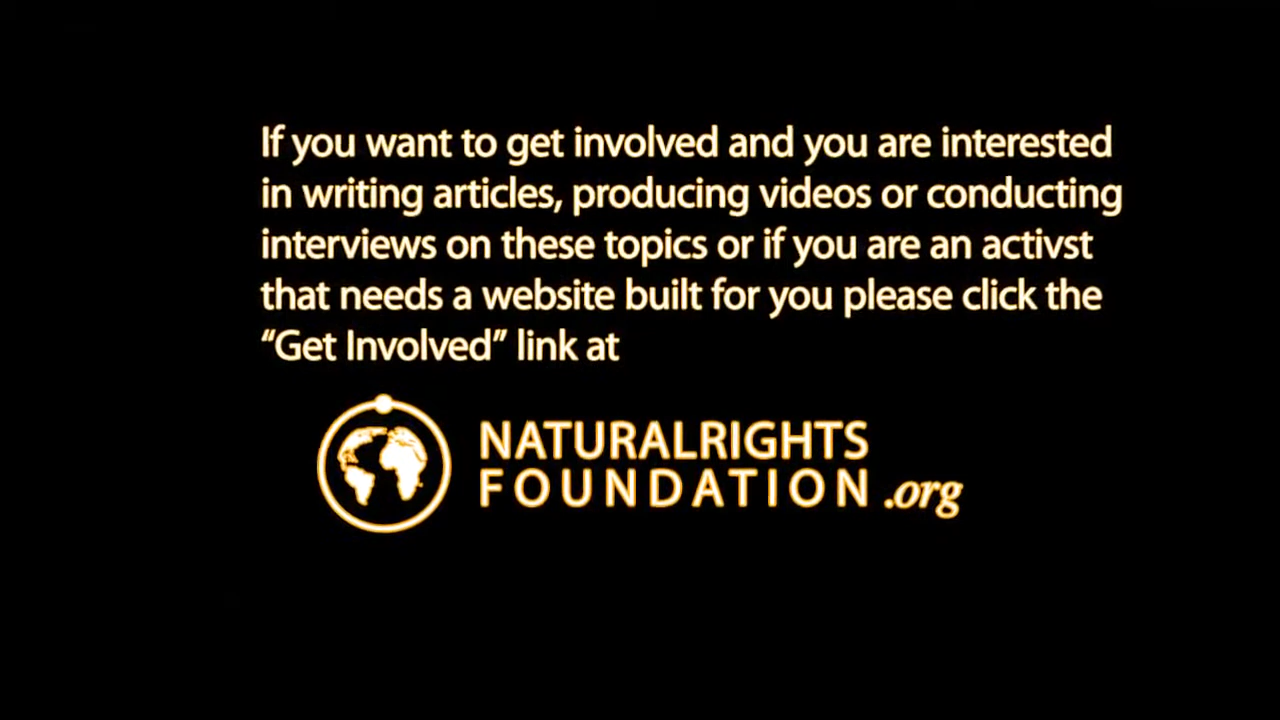 If you want to get involved and you are interested
in writing articles, producing videos or conducting
interviews on these topics or if you are an activst
that needs a website built for you please click the
“Get Involved” link at
NATURALRIGHTS
FOUNDATION .org